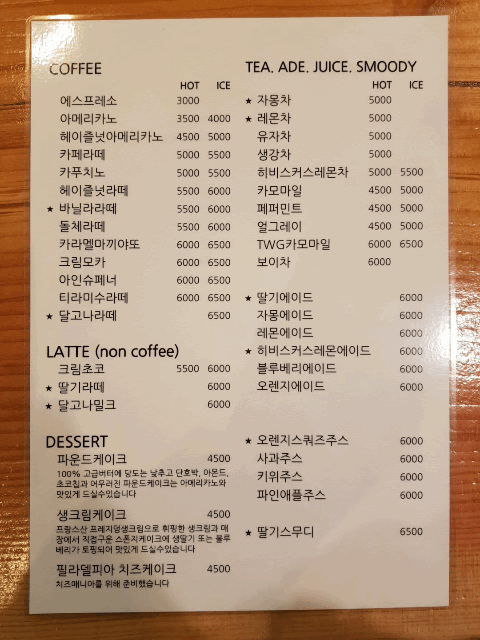 COFFEE
HOT ICE
에스프레소 3000
아메리카노 3500 4000
헤이즐넛아메리카노 4500 5000
카페라떼 5000 5500
카푸치노 5000 5500
헤이즐넛라떼 5500 6000
★ 바닐라라떼 5500 6000
돌체라떼 5500 6000
카라멜마끼야또 6000 6500
크림모카 6000 6500
아인슈페너 6000 6500
티라미수라떼 6000 6500
★ 달고나라떼 6500
LATTE (non coffee)
크림초코 5500 6000
★ 딸기라떼 6000
★ 달고나밀크 6000
DESSERT
파운드케이크 4500
100% 고급버터에 당도는 낮추고 단호박, 아몬드,
초코칩과 어우러진 파운드케이크는 아메리카노와
맛있게 드실수있습니다
생크림케이크 4500
프랑스산 프레지덩생크림으로 휘핑한 생크림과 매
장에서 직접구운 스폰지케이크에 생딸기 또는 블루
베리가 토핑되어 맛있게 드실수있습니다
필라델피아 치즈케이크 4500
치즈매니아를 위해 준비했습니다
TEA. ADE. JUICE. SMOODY
HOT ICE
★ 자몽차 5000
★ 레몬차 5000
유자차 5000
생강차 5000
히비스커스레몬차 5000 5500
카모마일 4500 5000
페퍼민트 4500 5000
얼그레이 4500 5000
TWG카모마일 6000 6500
보이차 6000
★ 딸기에이드 6000
자몽에이드 6000
레몬에이드 6000
★ 히비스커스레몬에이드 6000
블루베리에이드 6000
오렌지에이드 6000
★ 오렌지스퀴즈주스 6000
사과주스 6000
키위주스 6000
파인애플주스 6000
★ 딸기스무디 6500